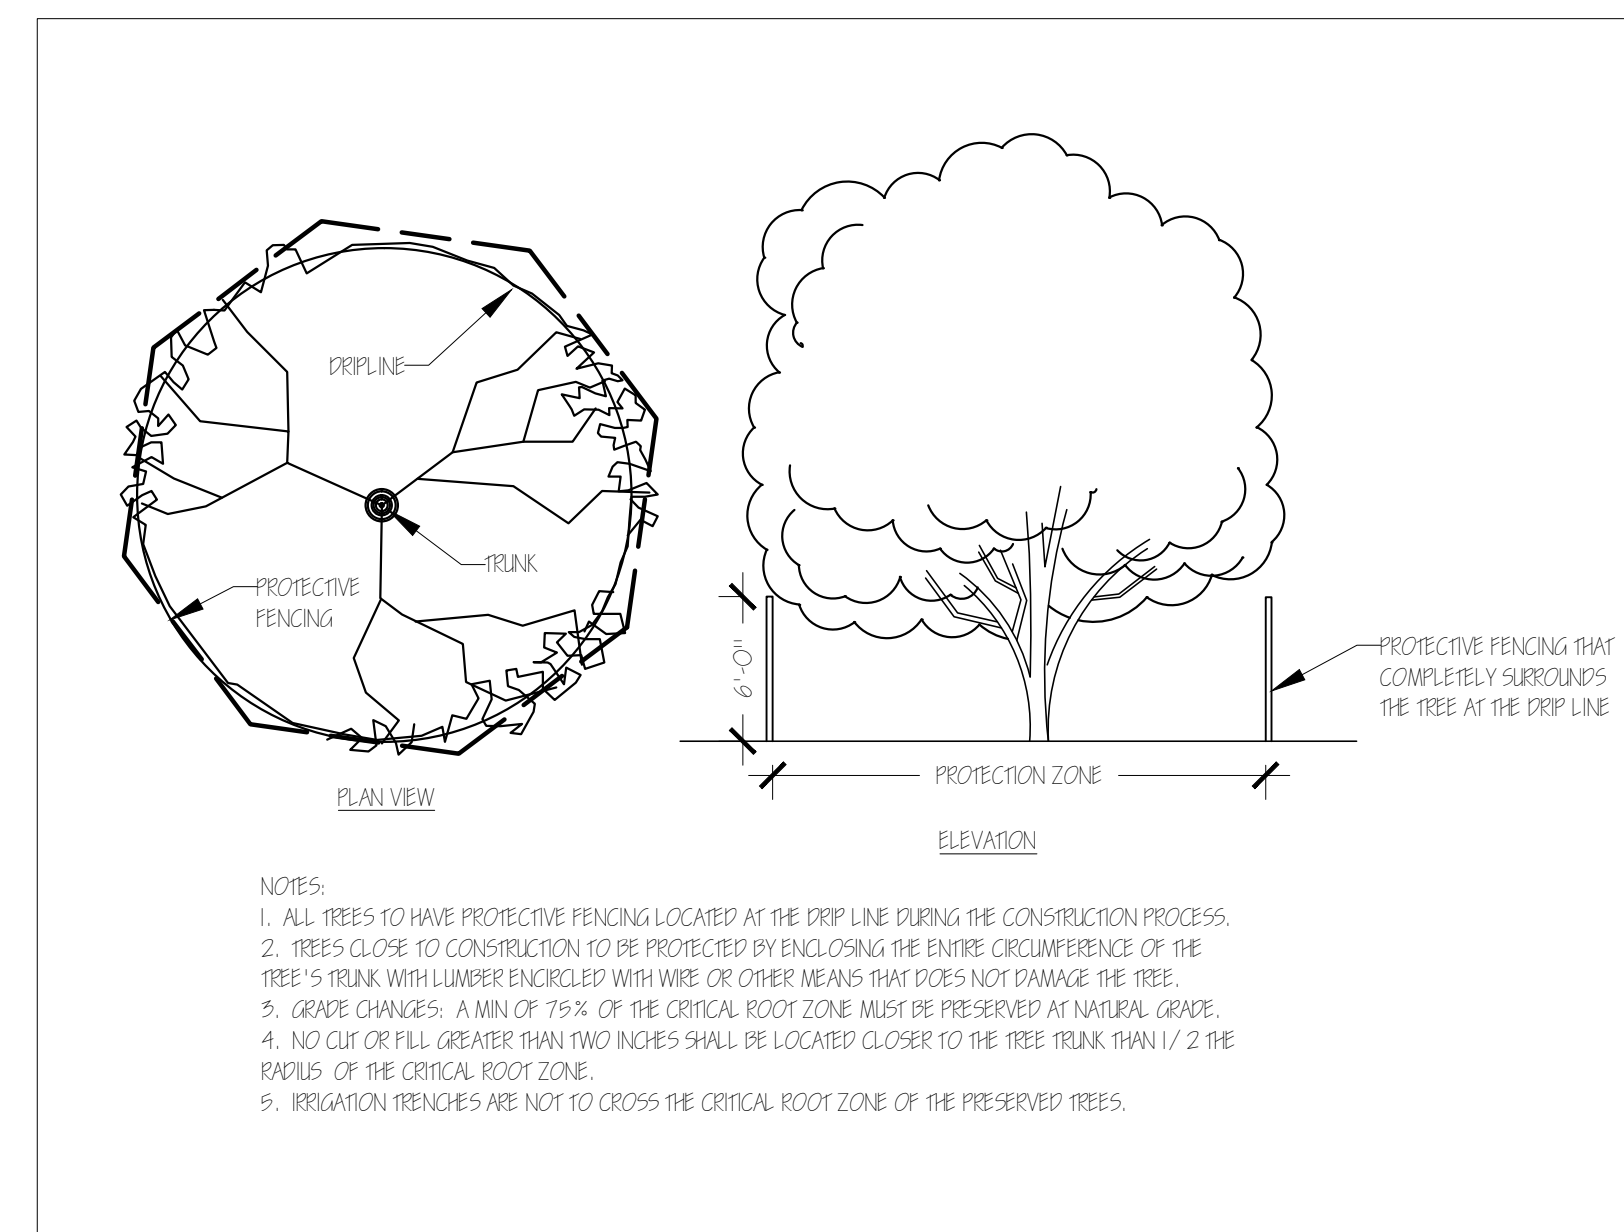 DRIPLINE
TRUNK
PROTECTIVE
FENCING
PLAN VIEW
6'-0"
PROTECTIVE FENCING THAT
COMPLETELY SURROUNDS
THE TREE AT THE DRIP LINE
PROTECTION ZONE
ELEVATION
NOTES:
1. ALL TREES TO HAVE PROTECTIVE FENCING LOCATED AT THE DRIP LINE DURING THE CONSTRUCTION PROCESS.
2. TREES CLOSE TO CONSTRUCTION TO BE PROTECTED BY ENCLOSING THE ENTIRE CIRCUMFERENCE OF THE
TREE'S TRUNK WITH LUMBER ENCIRCLED WITH WIRE OR OTHER MEANS THAT DOES NOT DAMAGE THE TREE.
3. GRADE CHANGES: A MIN OF 75% OF THE CRITICAL ROOT ZONE MUST BE PRESERVED AT NATURAL GRADE.
4. NO CUT OR FILL GREATER THAN TWO INCHES SHALL BE LOCATED CLOSER TO THE TREE TRUNK THAN 1/2 THE
RADIUS OF THE CRITICAL ROOT ZONE.
5. IRRIGATION TRENCHES ARE NOT TO CROSS THE CRITICAL ROOT ZONE OF THE PRESERVED TREES.